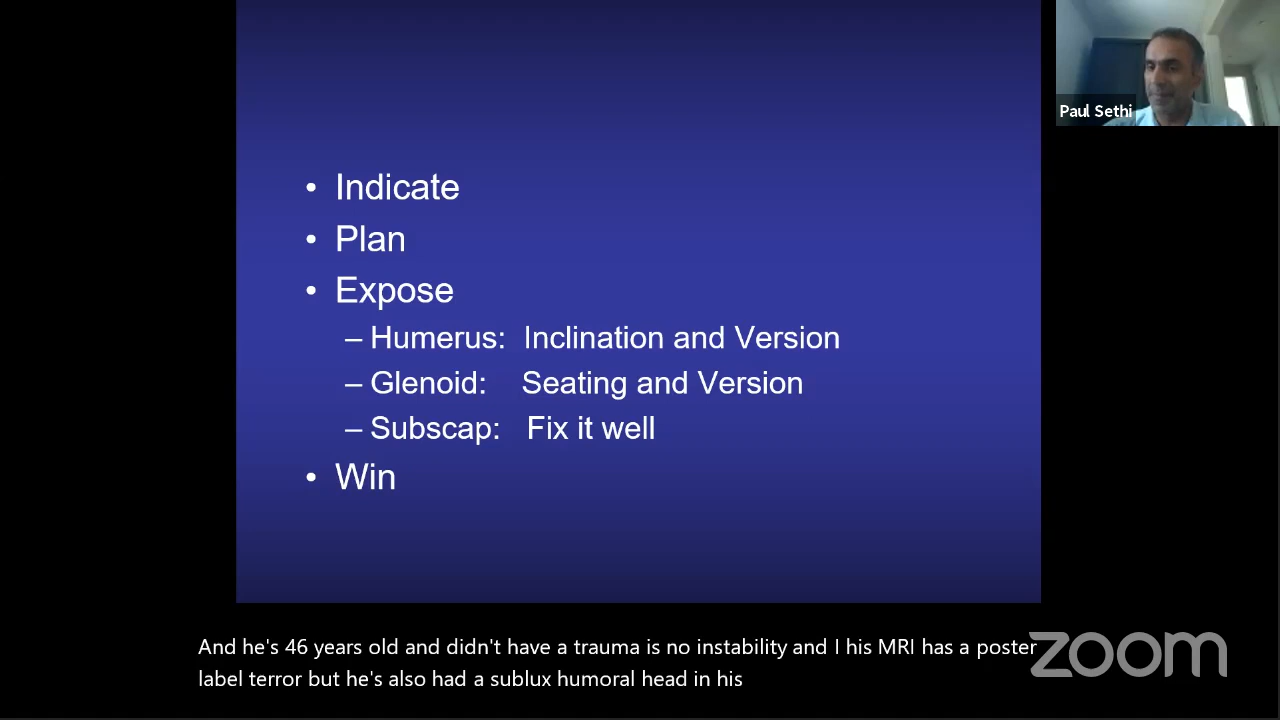 Paul Sethi
• Indicate
• Plan
• Expose
– Humerus: Inclination and Version
– Glenoid: Seating and Version
– Subscap: Fix it well
• Win
And he's 46 years old and didn't have a trauma is no instability and I his MRI has a poster
label terror but he's also had a sublux humoral head in his
zoom